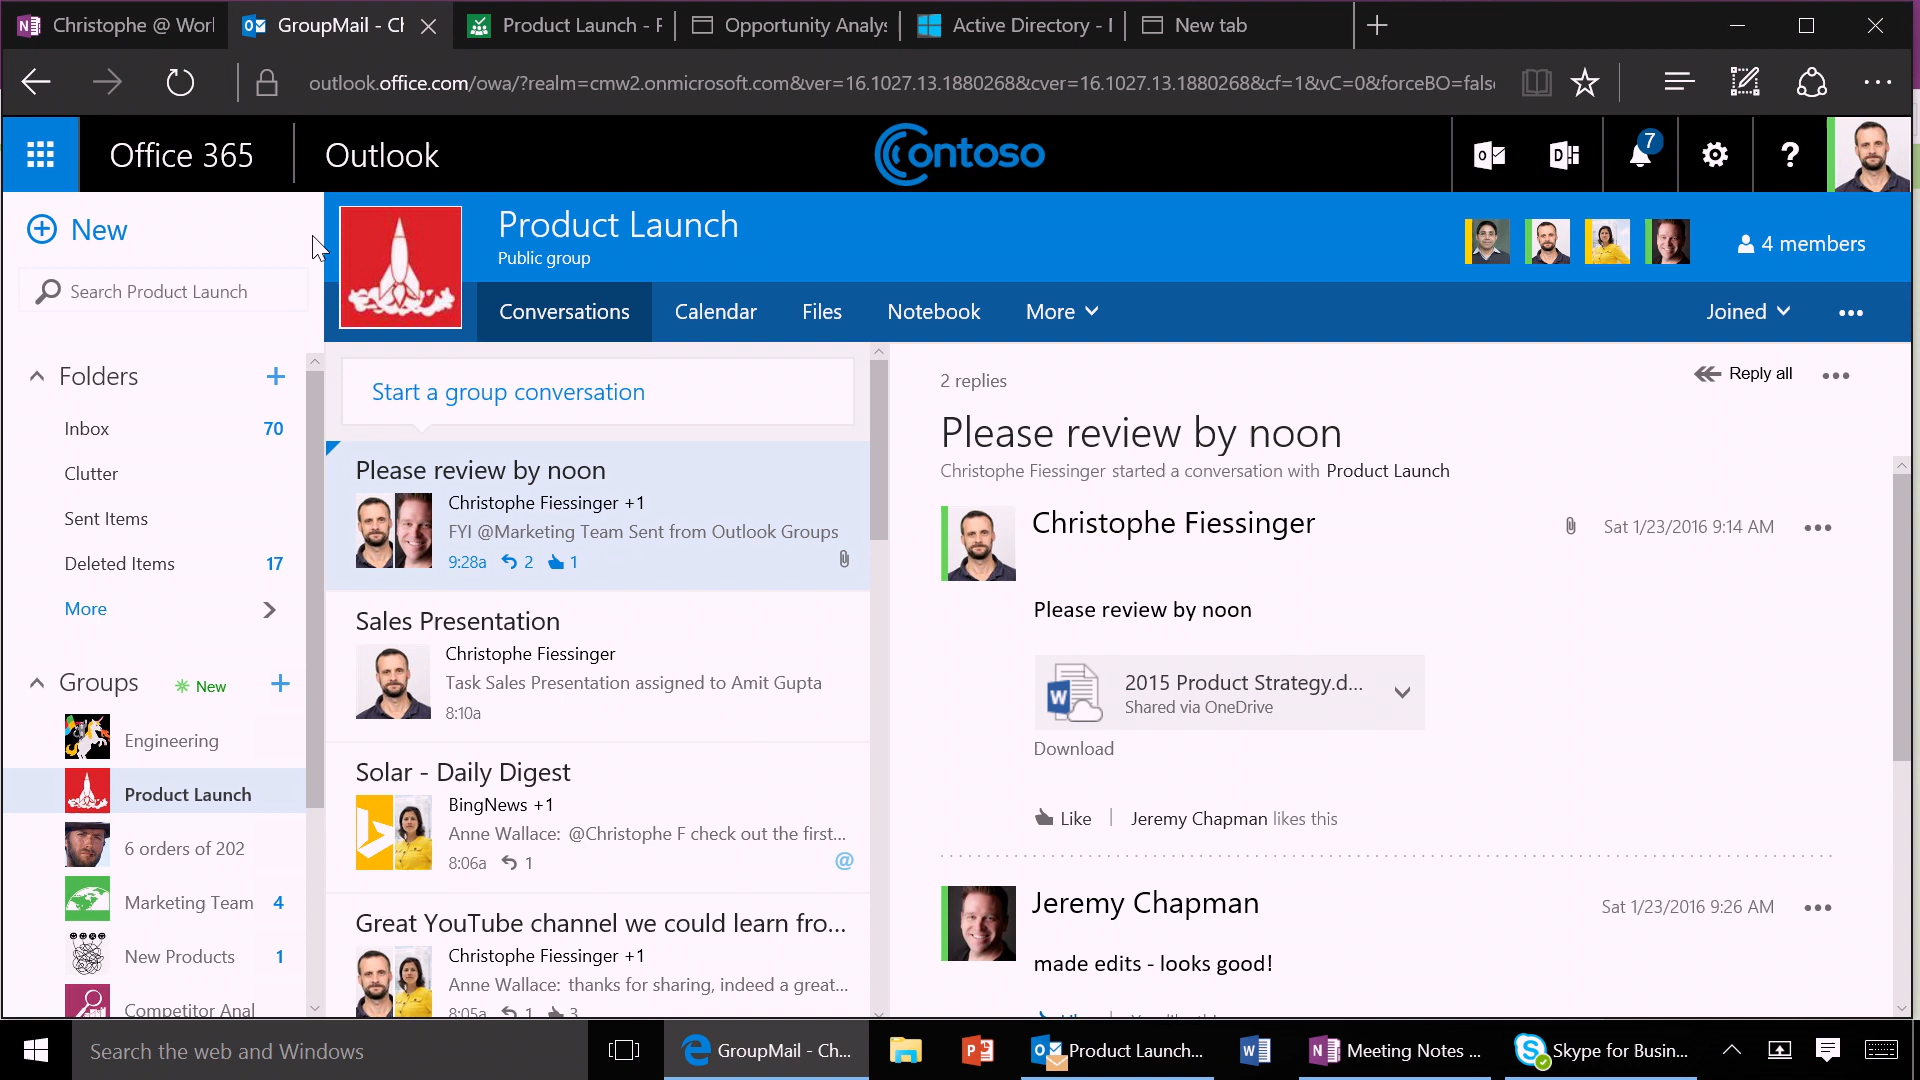 Christophe @ Worl
GroupMail - Ch
Product Launch - P
Opportunity Analys
Active Directory - M
New tab
outlook.office.com/owa/?realm=cmw2.onmicrosoft.com&ver=16.1027.13.1880268&cver=16.1027.13.1880268&cf=1&vC=0&forceBO=fals
Office 365
Outlook
Contoso
7
New
Search Product Launch
Product Launch
Public group
4 members
Conversations
Calendar
Files
Notebook
More
Joined
Folders
Inbox 70
Clutter
Sent Items
Deleted Items 17
More
Groups New
Engineering
Product Launch
6 orders of 202
Marketing Team 4
New Products 1
Competitor Anal
Start a group conversation
Please review by noon
Christophe Fiessinger +1
FYI @Marketing Team Sent from Outlook Groups
9:28a 2 1
Sales Presentation
Christophe Fiessinger
Task Sales Presentation assigned to Amit Gupta
8:10a
Solar - Daily Digest
BingNews +1
Anne Wallace: @Christophe F check out the first...
8:06a 1 @
Great YouTube channel we could learn fro...
Christophe Fiessinger +1
Anne Wallace: thanks for sharing, indeed a great...
8:05a 1 3
2 replies
Reply all
Please review by noon
Christophe Fiessinger started a conversation with Product Launch
Christophe Fiessinger
Sat 1/23/2016 9:14 AM
Please review by noon
2015 Product Strategy.d...
Shared via OneDrive
Download
Like
Jeremy Chapman likes this
Jeremy Chapman
Sat 1/23/2016 9:26 AM
made edits - looks good!
Search the web and Windows
GroupMail - Ch...
Product Launch...
Meeting Notes ...
Skype for Busin...